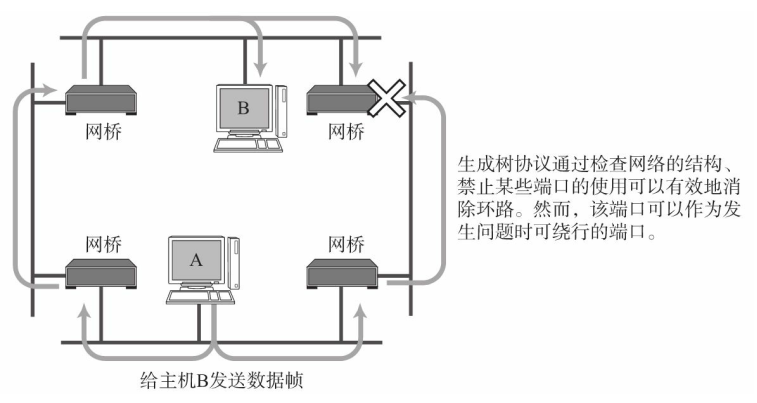 网桥
B
网桥
生成树协议通过检查网络的结构、
禁止某些端口的使用可以有效地消
除环路。然而，该端口可以作为发
生问题时可绕行的端口。
网桥
A
网桥
给主机B发送数据帧